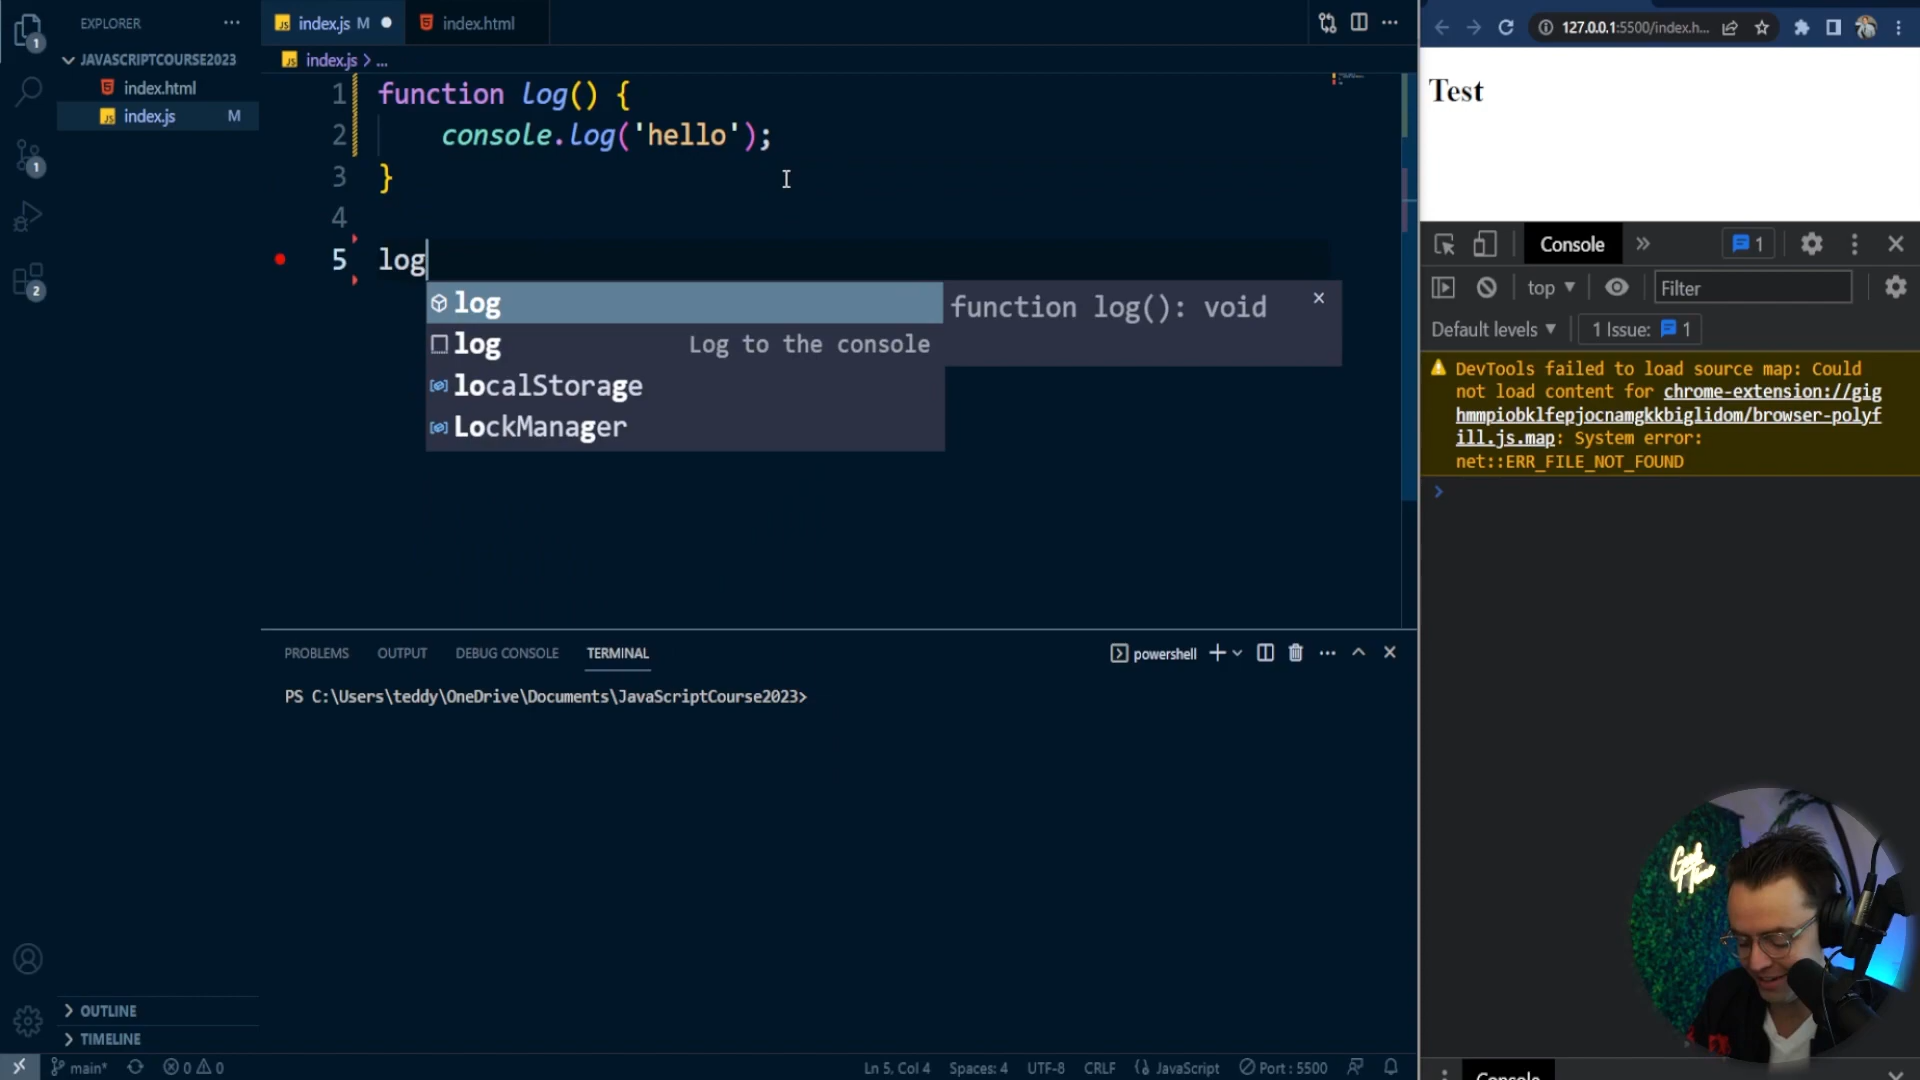 EXPLORER
JAVASCRIPTCOURSE2023
index.html
index.js M
1
1
2
OUTLINE
TIMELINE
index.js M
index.html
index.js > ...
1 function log() {
2 console.log('hello');
3 }
4
5 log
log
log Log to the console
localStorage
LockManager
function log(): void
PROBLEMS OUTPUT DEBUG CONSOLE TERMINAL
powershell
PS C:\Users\teddy\OneDrive\Documents\JavaScriptCourse2023>
main* 0 0
Ln 5, Col 4 Spaces: 4 UTF-8 CRLF JavaScript Port : 5500
127.0.0.1:5500/index.h...
Test
Console » 1
top Filter
Default levels 1 Issue: 1
DevTools failed to load source map: Could
not load content for chrome-extension://gig
hmmpiobklfepjocnamgkkbiglidom/browser-polyf
ill.js.map: System error:
net::ERR_FILE_NOT_FOUND
Console